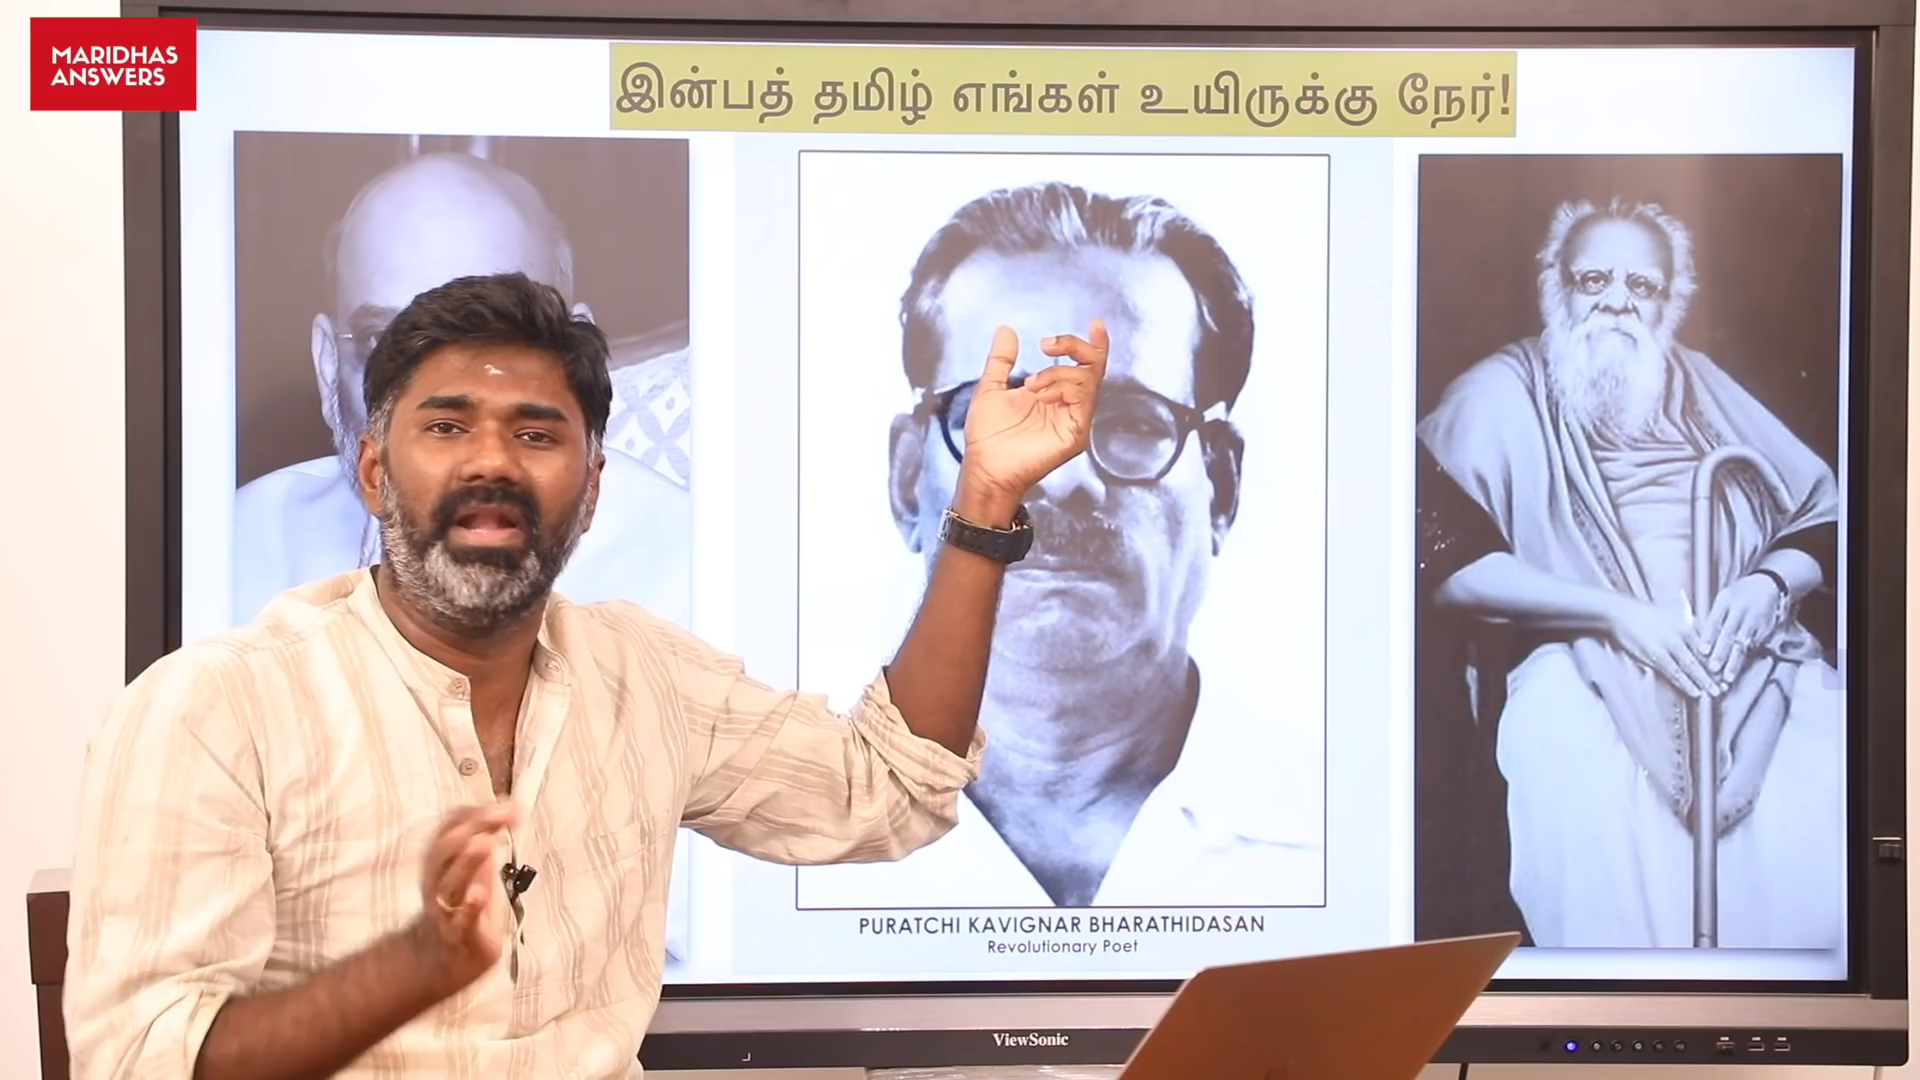 MARIDHAS
ANSWERS
இன்பத் தமிழ் எங்கள் உயிருக்கு நேர்!
PURATCHI KAVIGNAR BHARATHIDASAN
Revolutionary Poet
ViewSonic